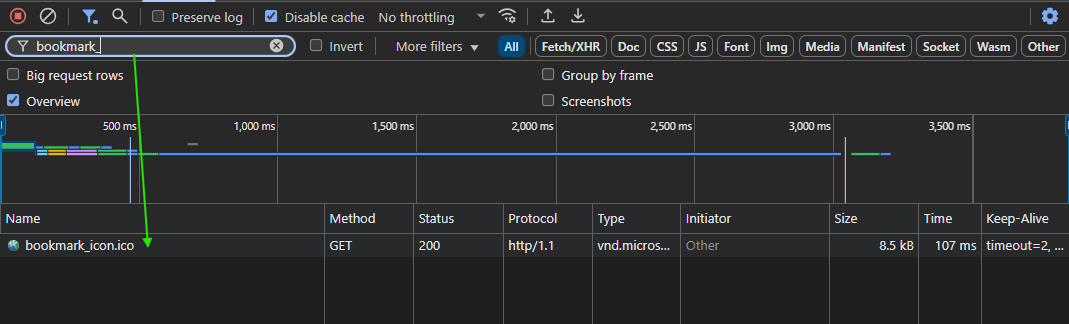 Preserve log Disable cache No throttling
bookmark_ Invert More filters All Fetch/XHR Doc CSS JS Font Img Media Manifest Socket Wasm Other
Big request rows Group by frame
Overview Screenshots
500 ms 1,000 ms 1,500 ms 2,000 ms 2,500 ms 3,000 ms 3,500 ms
Name Method Status Protocol Type Initiator Size Time Keep-Alive
bookmark_icon.ico GET 200 http/1.1 vnd.micros... Other 8.5 kB 107 ms timeout=2, ...